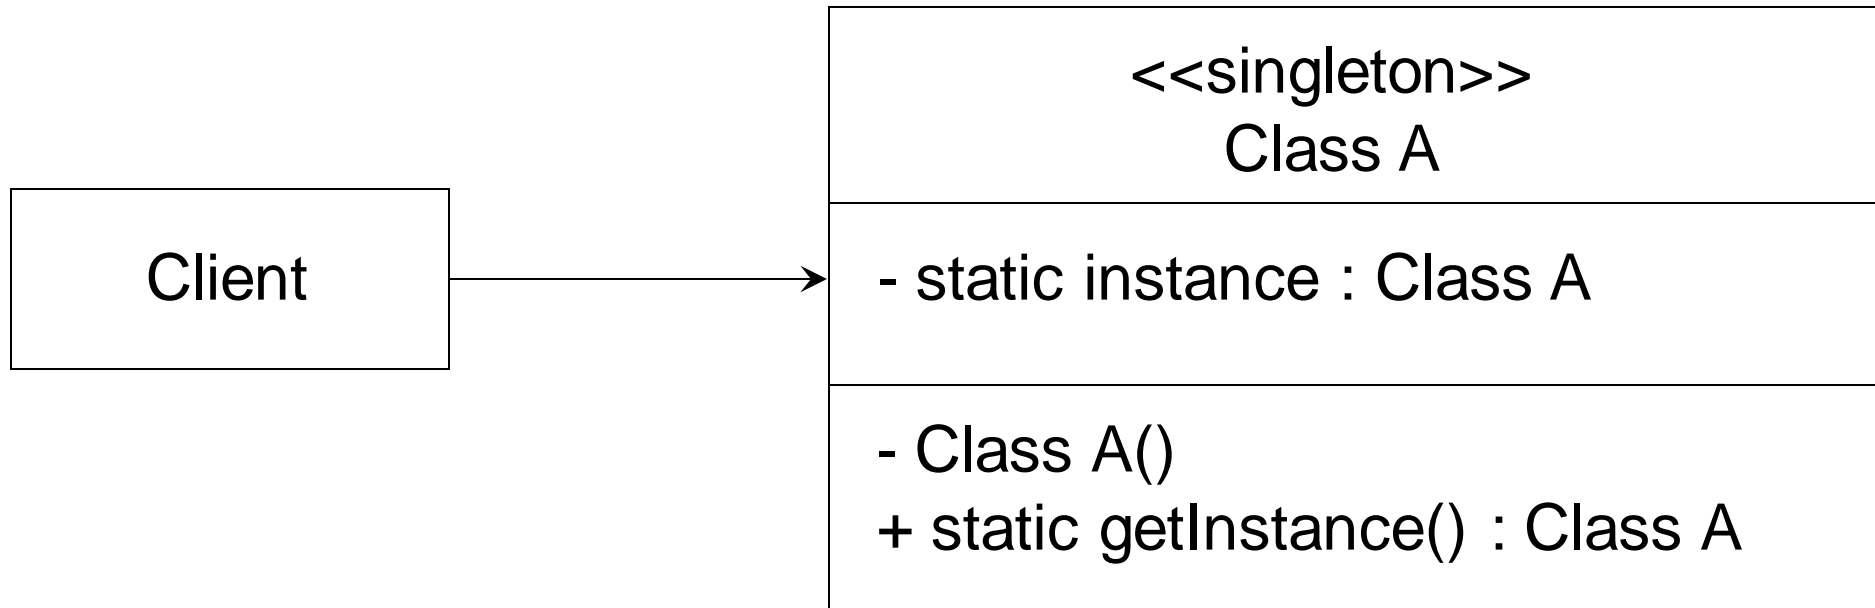 <<singleton>>
Class A
Client
- static instance : Class A
- Class A()
+ static getInstance() : Class A